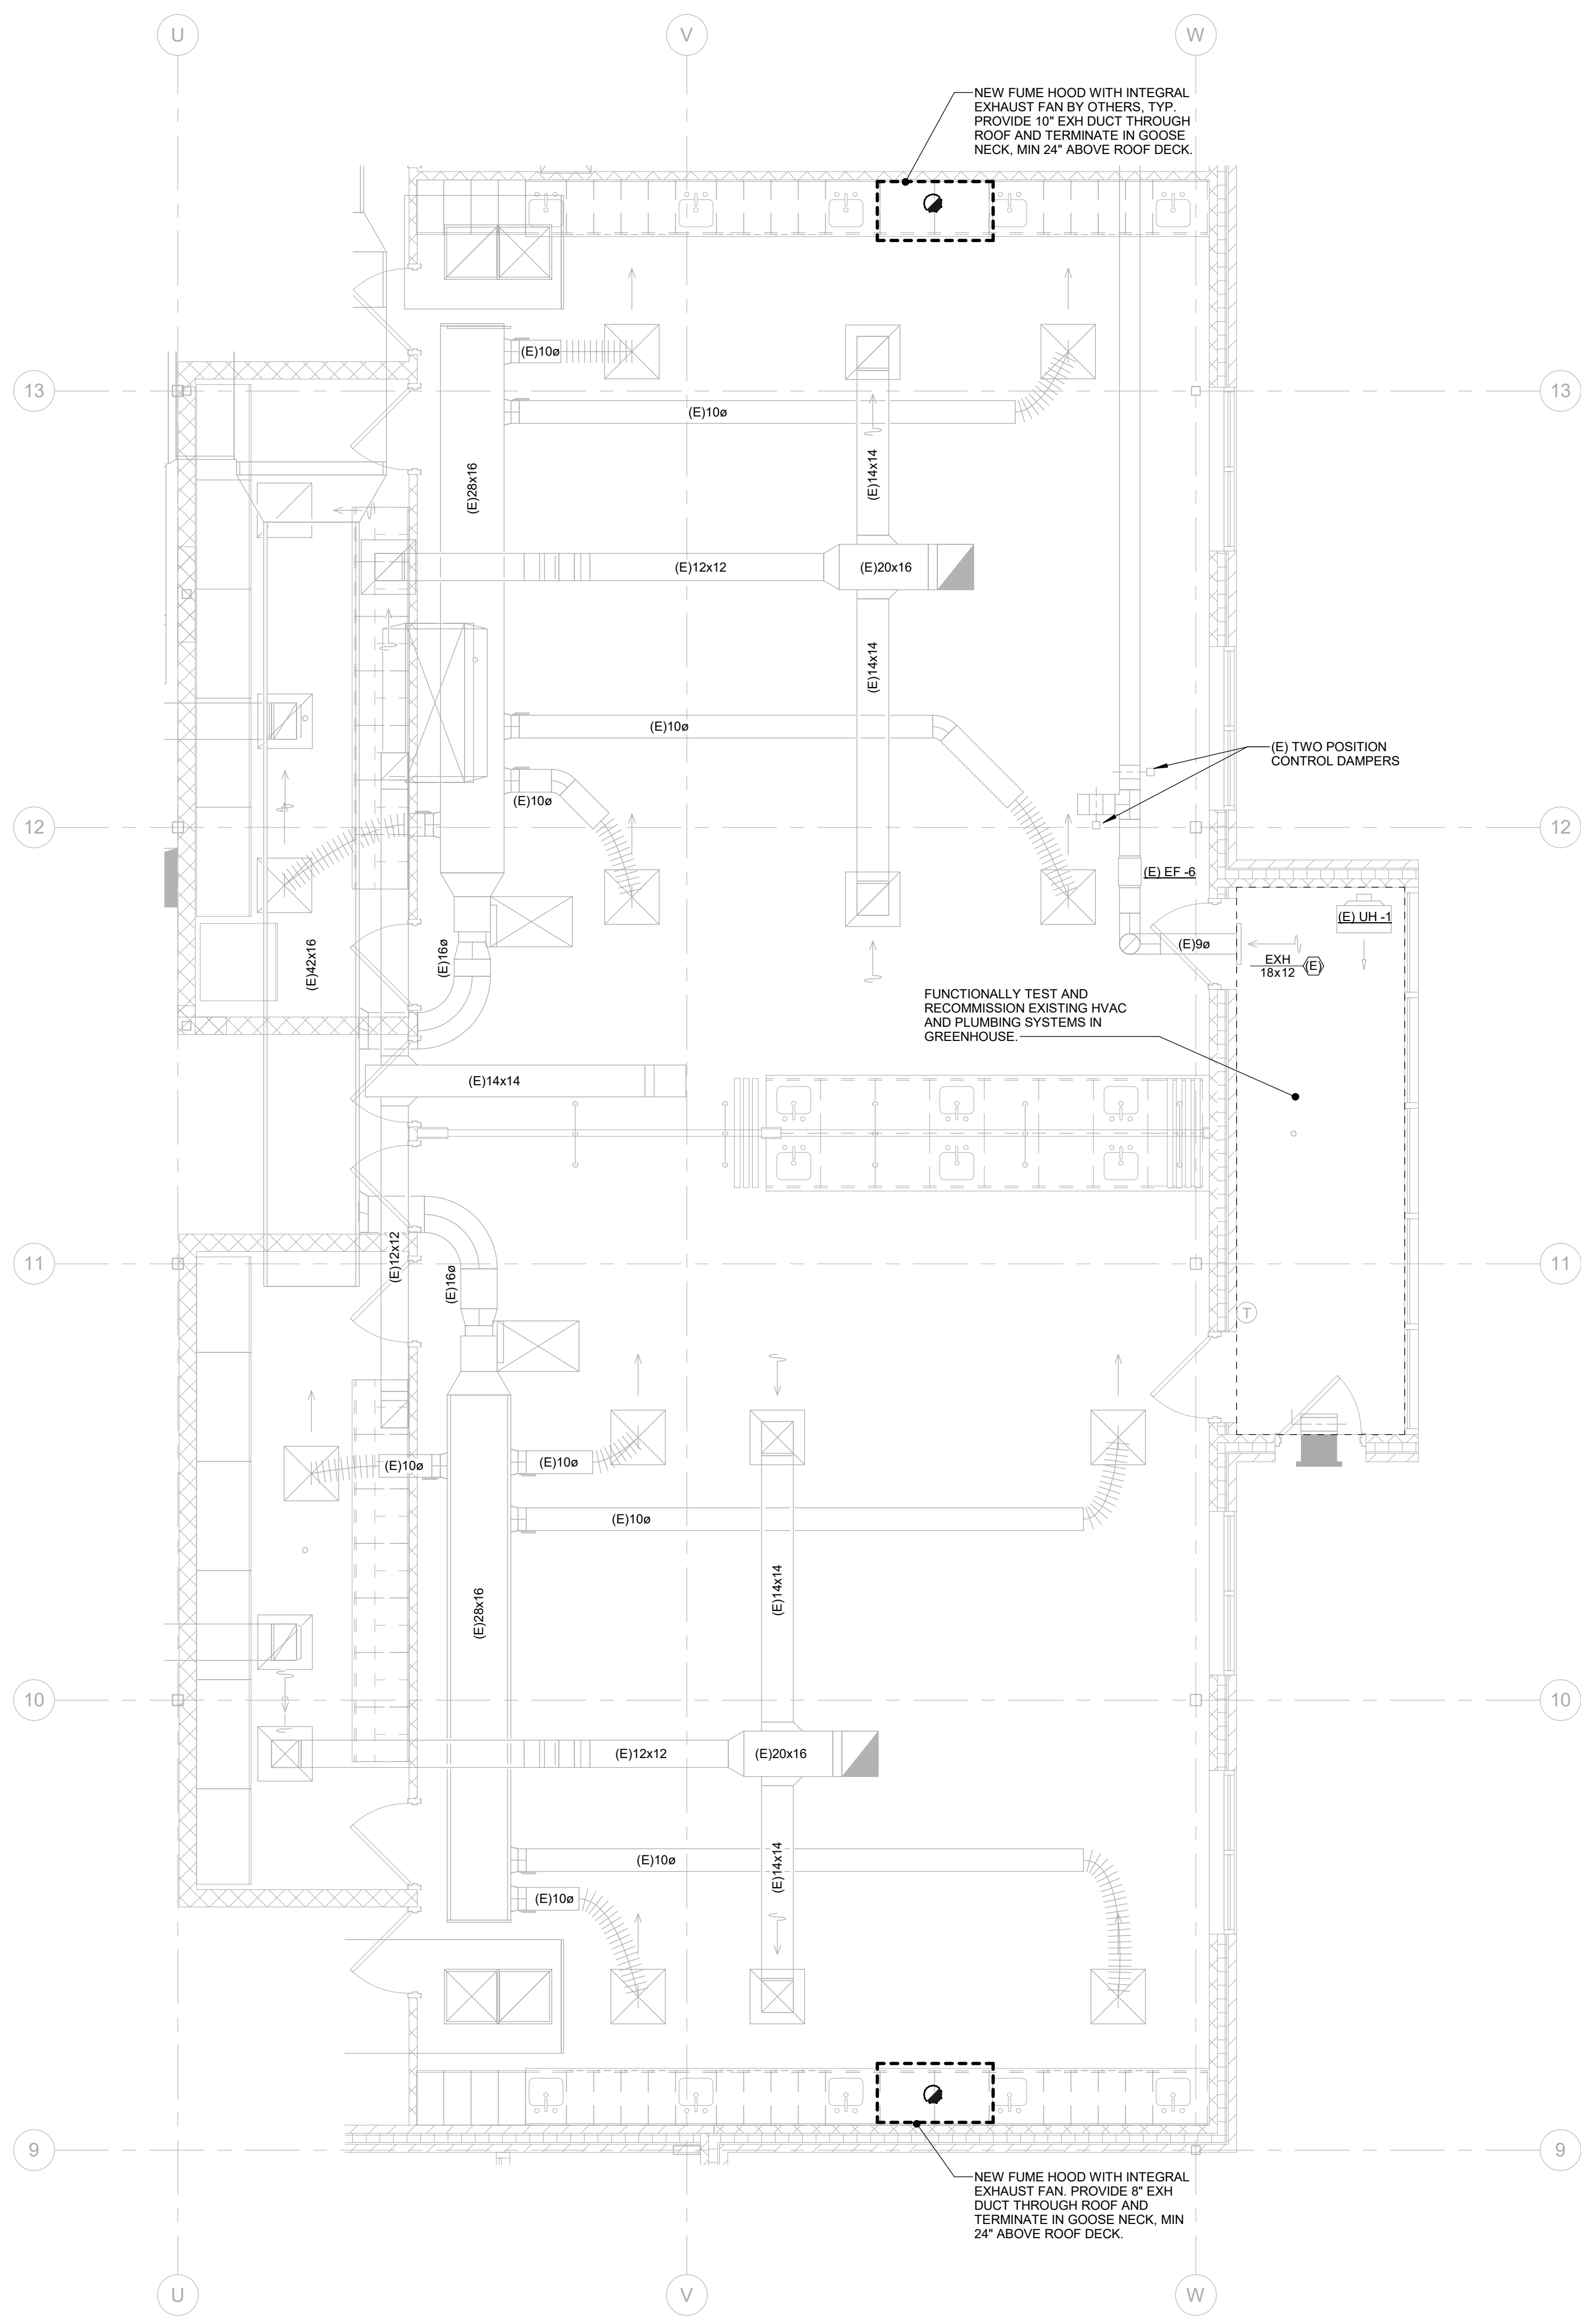 U
V
W
NEW FUME HOOD WITH INTEGRAL
EXHAUST FAN BY OTHERS, TYP.
PROVIDE 10" EXH DUCT THROUGH
ROOF AND TERMINATE IN GOOSE
NECK, MIN 24" ABOVE ROOF DECK.
(E)10ø
13
13
(E)10ø
(E)28x16
(E)14x14
(E)12x12
(E)20x16
(E)14x14
(E)10ø
(E) TWO POSITION
CONTROL DAMPERS
(E)10ø
12
12
(E) EF -6
(E) UH -1
(E)42x16
(E)16ø
(E)9ø
EXH
18x12
E
FUNCTIONALLY TEST AND
RECOMMISSION EXISTING HVAC
AND PLUMBING SYSTEMS IN
GREENHOUSE.
(E)14x14
(E)12x12
11
11
(E)16ø
T
(E)10ø
(E)10ø
(E)10ø
(E)14x14
(E)28x16
10
10
(E)12x12
(E)20x16
(E)10ø
(E)14x14
(E)10ø
9
9
NEW FUME HOOD WITH INTEGRAL
EXHAUST FAN. PROVIDE 8" EXH
DUCT THROUGH ROOF AND
TERMINATE IN GOOSE NECK, MIN
24" ABOVE ROOF DECK.
U
V
W